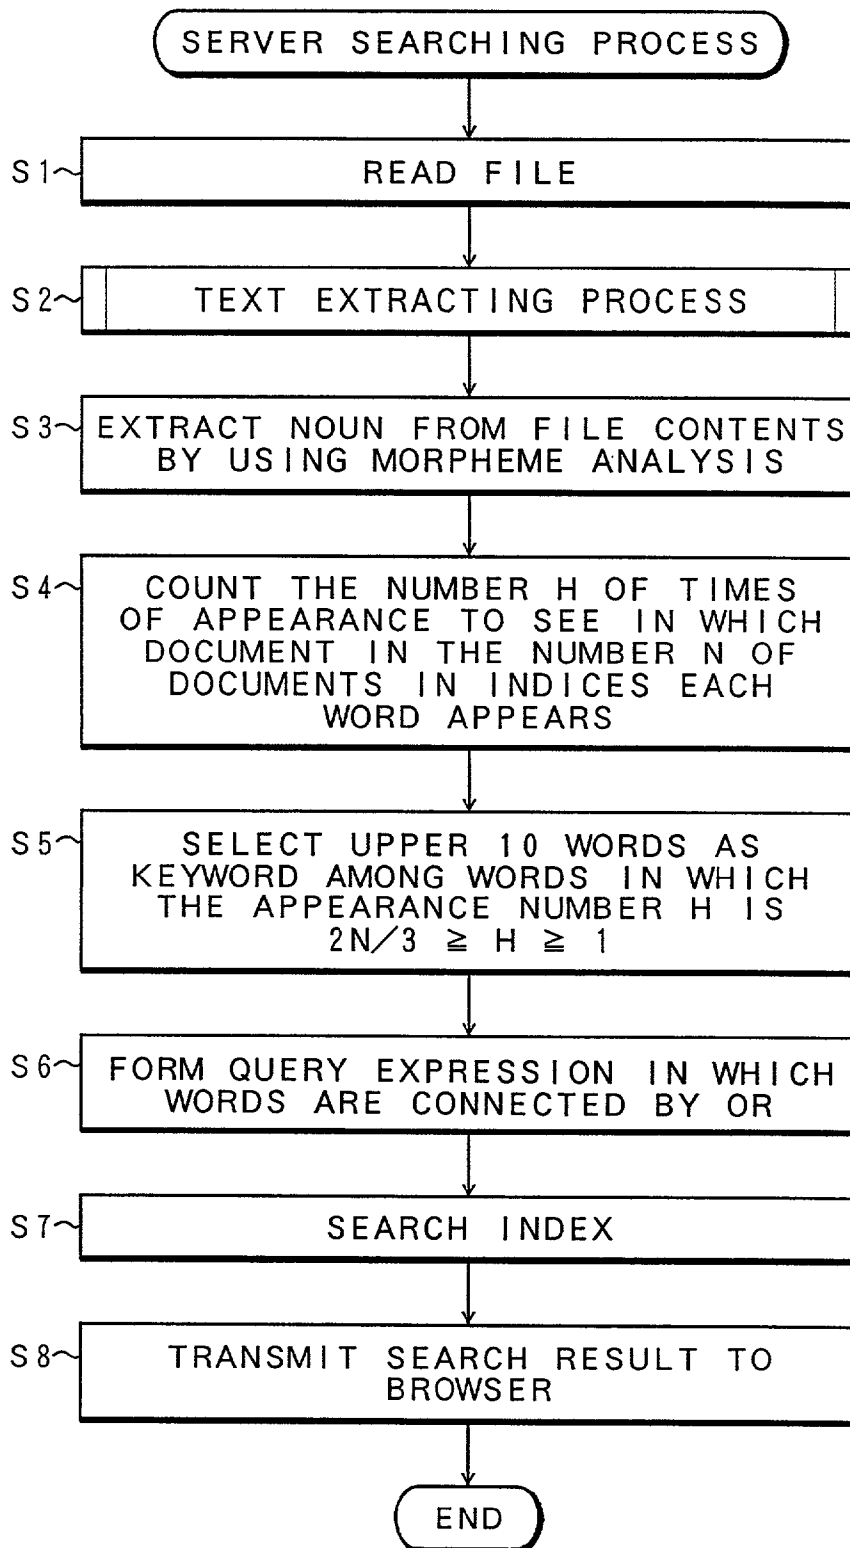 SERVER SEARCHING PROCESS
S1~ READ FILE
S2~ TEXT EXTRACTING PROCESS
S3~ EXTRACT NOUN FROM FILE CONTENTS
BY USING MORPHEME ANALYSIS
S4~ COUNT THE NUMBER H OF TIMES
OF APPEARANCE TO SEE IN WHICH
DOCUMENT IN THE NUMBER N OF
DOCUMENTS IN INDICES EACH
WORD APPEARS
S5~ SELECT UPPER 10 WORDS AS
KEYWORD AMONG WORDS IN WHICH
THE APPEARANCE NUMBER H IS
2N/3 ≧ H ≧ 1
S6~ FORM QUERY EXPRESSION IN WHICH
WORDS ARE CONNECTED BY OR
S7~ SEARCH INDEX
S8~ TRANSMIT SEARCH RESULT TO
BROWSER
END